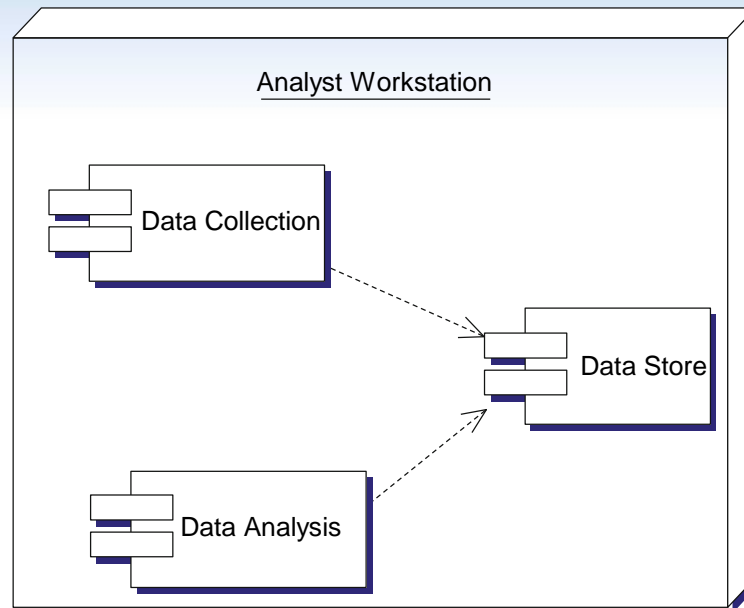 Analyst Workstation
Data Collection
Data Store
Data Analysis